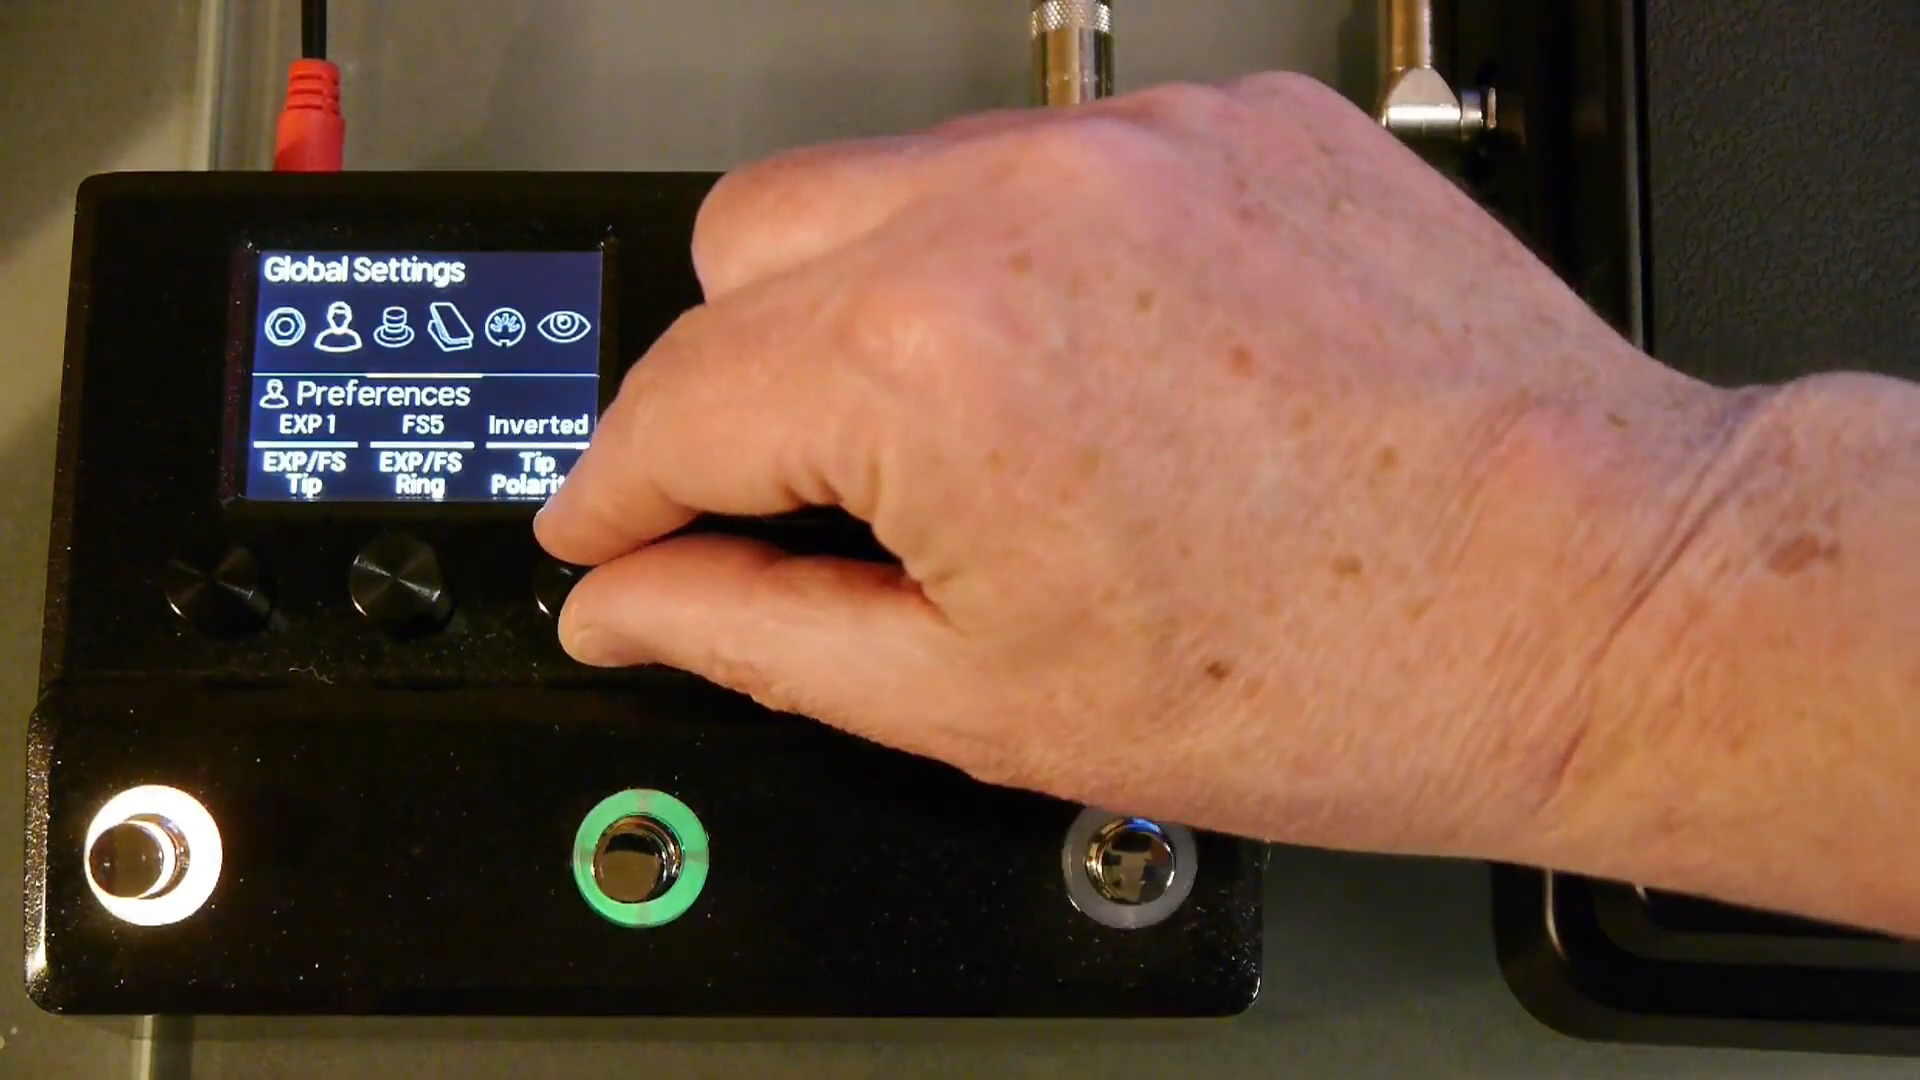 Global Settings
Preferences
EXP 1 FS5 Inverted
EXP/FS EXP/FS Tip
Tip Ring